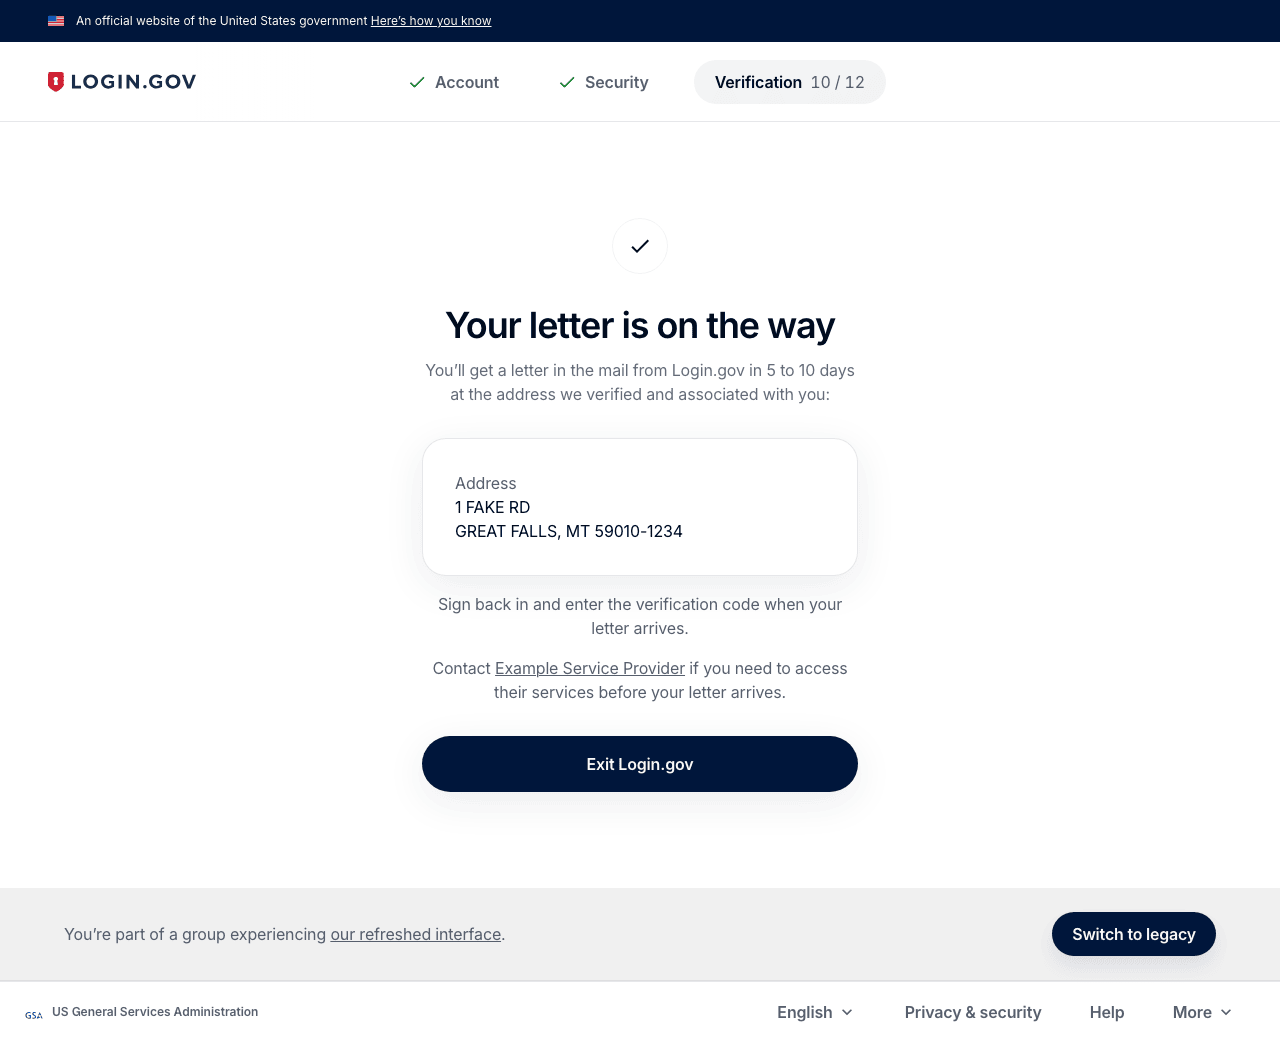 An official website of the United States government Here’s how you know
LOGIN.GOV
Account
Security
Verification 10 / 12
Your letter is on the way
You’ll get a letter in the mail from Login.gov in 5 to 10 days
at the address we verified and associated with you:
Address
1 FAKE RD
GREAT FALLS, MT 59010-1234
Sign back in and enter the verification code when your
letter arrives.
Contact Example Service Provider if you need to access
their services before your letter arrives.
Exit Login.gov
You’re part of a group experiencing our refreshed interface.
Switch to legacy
GSA US General Services Administration
English
Privacy & security
Help
More